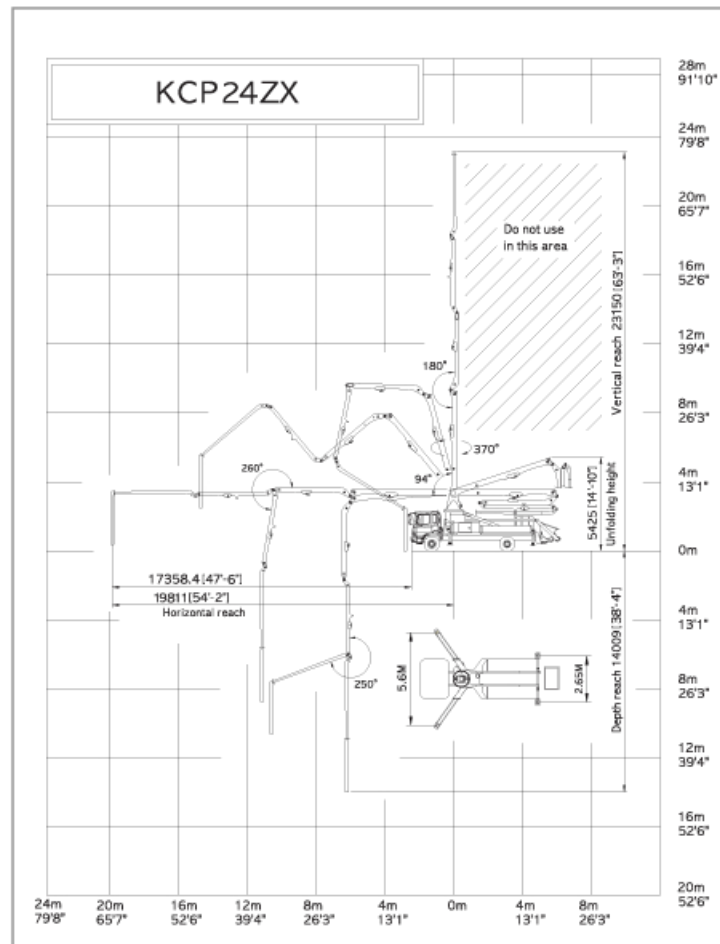 KCP24ZX
28m
91'10"
24m
79'8"
20m
65'7"
16m
52'6"
12m
39'4"
8m
26'3"
4m
13'1"
0m
4m
13'1"
8m
26'3"
12m
39'4"
16m
52'6"
20m
52'6"
Do not use
in this area
Vertical reach 23150 [63'-3"]
180°
370°
94°
260°
5425 [14'-10"]
Unfolding height
17358.4 [47'-6"]
19811 [54'-2"]
Horizontal reach
250°
5.6M
2.65M
Depth reach 14009 [38'-4"]
24m
79'8"
20m
65'7"
16m
52'6"
12m
39'4"
8m
26'3"
4m
13'1"
0m
4m
13'1"
8m
26'3"